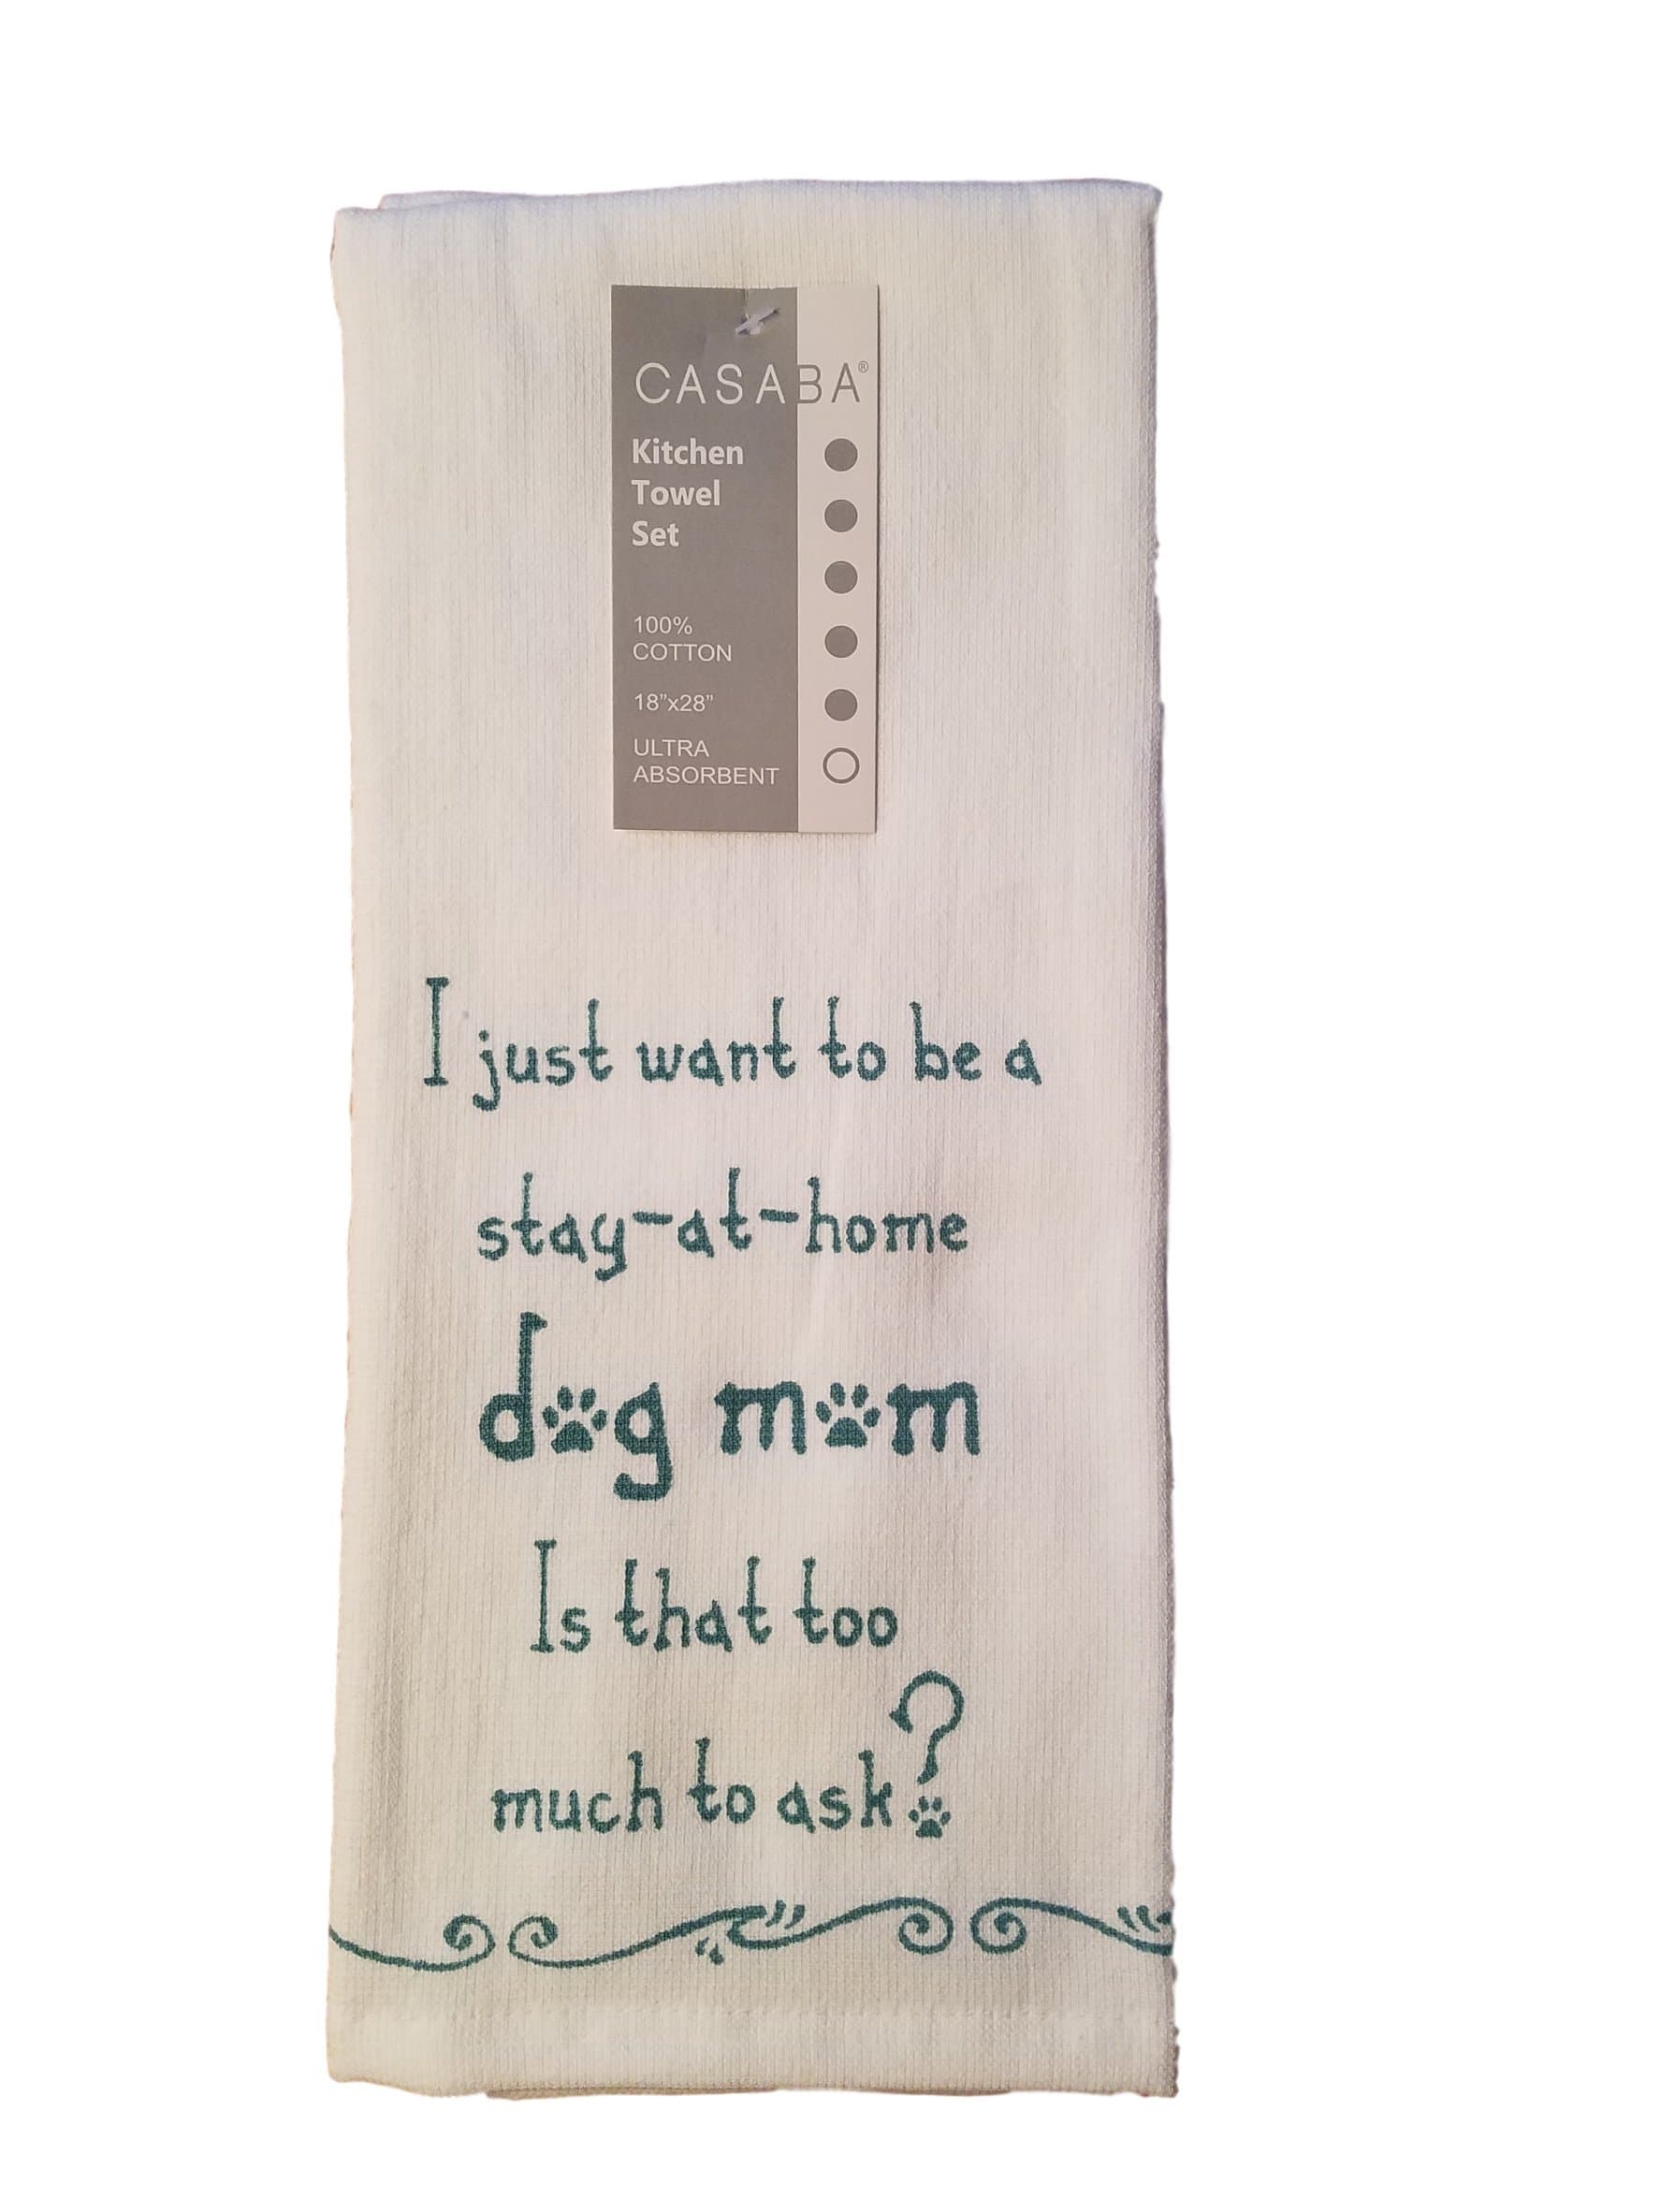 CASABA®
Kitchen
Towel
Set
100%
COTTON
18”x28”
ULTRA
ABSORBENT
I just want to be a
stay-at-home
dog mom
Is that too
much to ask?